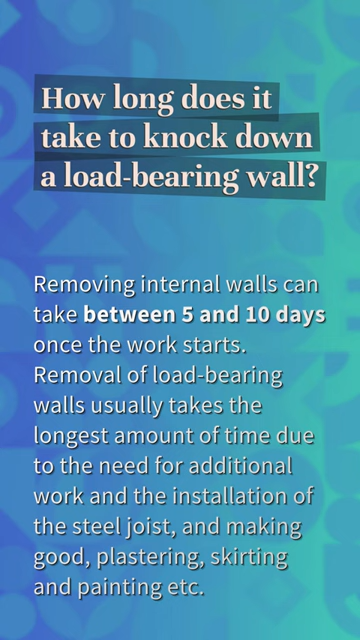 How long does it
take to knock down
a load-bearing wall?
Removing internal walls can
take between 5 and 10 days
once the work starts.
Removal of load-bearing
walls usually takes the
longest amount of time due
to the need for additional
work and the installation of
the steel joist, and making
good, plastering, skirting
and painting etc.